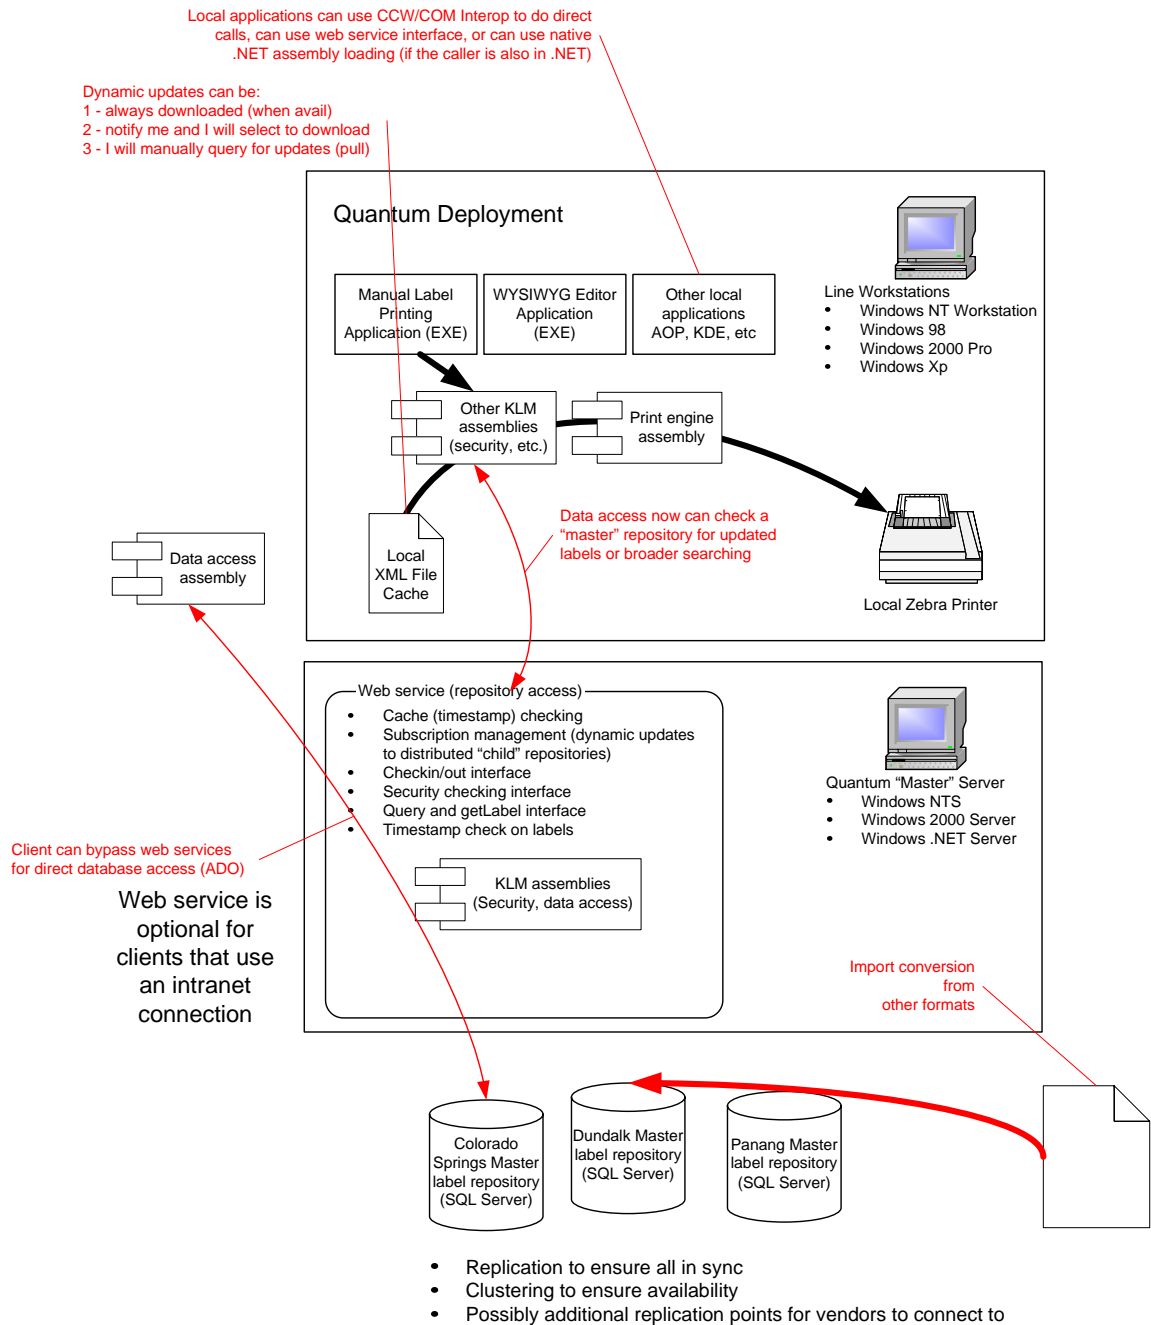 Local applications can use CCW/COM Interop to do direct
calls, can use web service interface, or can use native
.NET assembly loading (if the caller is also in .NET)
Dynamic updates can be:
1 - always downloaded (when avail)
2 - notify me and I will select to download
3 - I will manually query for updates (pull)
Quantum Deployment
Manual Label
Printing
Application (EXE)
WYSIWYG Editor
Application
(EXE)
Other local
applications
AOP, KDE, etc
Line Workstations
• Windows NT Workstation
• Windows 98
• Windows 2000 Pro
• Windows Xp
Other KLM
assemblies
(security, etc.)
Print engine
assembly
Data access now can check a
“master” repository for updated
labels or broader searching
Local
XML File
Cache
Local Zebra Printer
Data access
assembly
Web service (repository access)
• Cache (timestamp) checking
• Subscription management (dynamic updates
to distributed “child” repositories)
• Checkin/out interface
• Security checking interface
• Query and getLabel interface
• Timestamp check on labels
KLM assemblies
(Security, data access)
Quantum “Master” Server
• Windows NTS
• Windows 2000 Server
• Windows .NET Server
Client can bypass web services
for direct database access (ADO)
Web service is
optional for
clients that use
an intranet
connection
Import conversion
from
other formats
Colorado
Springs Master
label repository
(SQL Server)
Dundalk Master
label repository
(SQL Server)
Panang Master
label repository
(SQL Server)
• Replication to ensure all in sync
• Clustering to ensure availability
• Possibly additional replication points for vendors to connect to